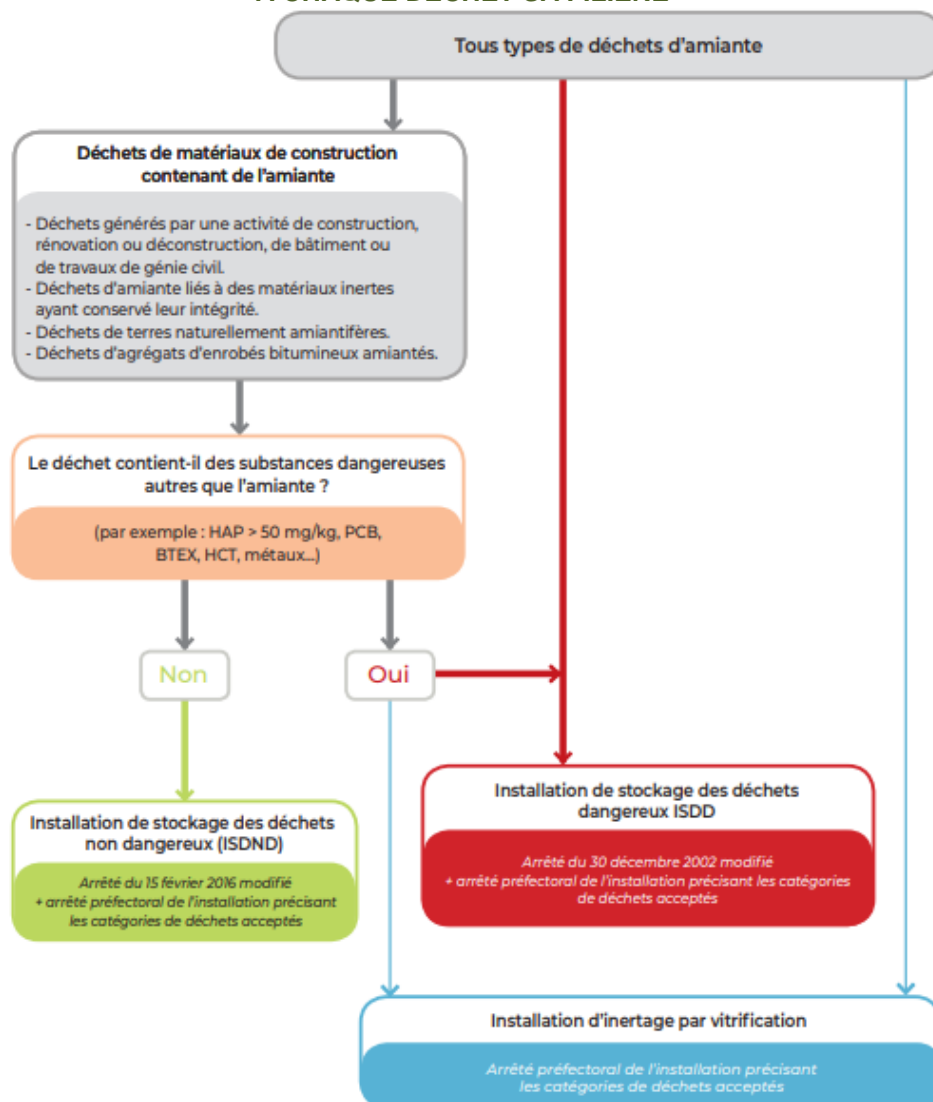 Tous types de déchets d'amiante
Déchets de matériaux de construction
contenant de l'amiante
- Déchets générés par une activité de construction,
rénovation ou déconstruction, de bâtiment ou
de travaux de génie civil.
- Déchets d'amiante liés à des matériaux inertes
ayant conservé leur intégrité.
- Déchets de terres naturellement amiantifères.
- Déchets d'agrégats d'enrobés bitumineux amiantés.
Le déchet contient-il des substances dangereuses
autres que l'amiante ?
(par exemple : HAP > 50 mg/kg, PCB,
BTEX, HCT, métaux...)
Non
Oui
Installation de stockage des déchets
non dangereux (ISDND)
Arrêté du 15 février 2016 modifié
+ arrêté préfectoral de l'installation précisant
les catégories de déchets acceptés
Installation de stockage des déchets
dangereux ISDD
Arrêté du 30 décembre 2002 modifié
+ arrêté préfectoral de l'installation précisant les catégories
de déchets acceptés
Installation d'inertage par vitrification
Arrêté préfectoral de l'installation précisant
les catégories de déchets acceptés